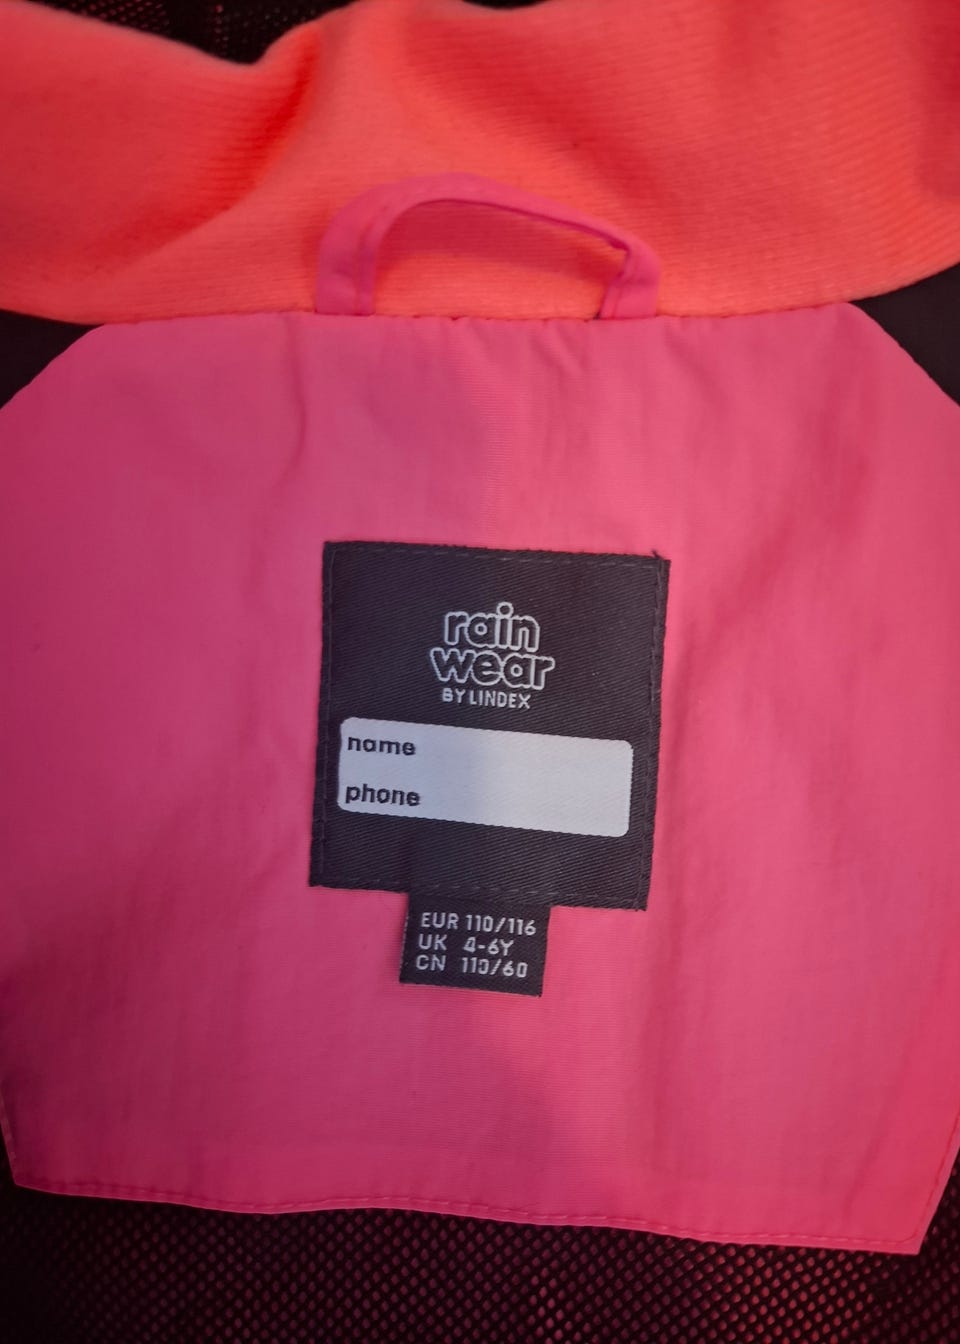 rain
wear
BY LINDEX
name
phone
EUR 110/116
UK 4-6Y
CN 110/60